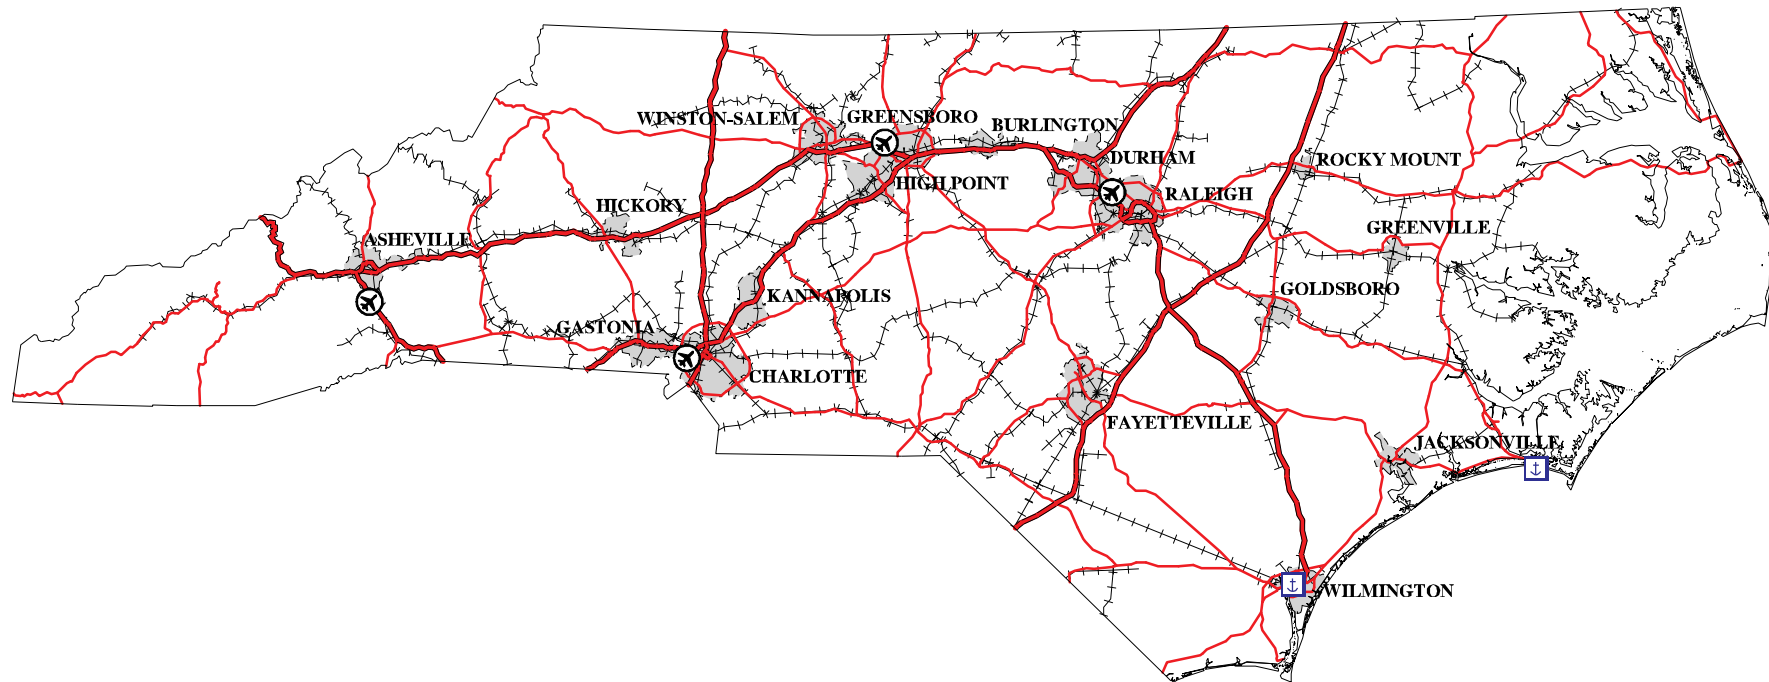 WINSTON-SALEM
GREENSBORO
BURLINGTON
DURHAM
ROCKY MOUNT
HIGH POINT
RALEIGH
HICKORY
GREENVILLE
ASHEVILLE
KANNAPOLIS
GOLDSBORO
GASTONIA
CHARLOTTE
FAYETTEVILLE
JACKSONVILLE
WILMINGTON